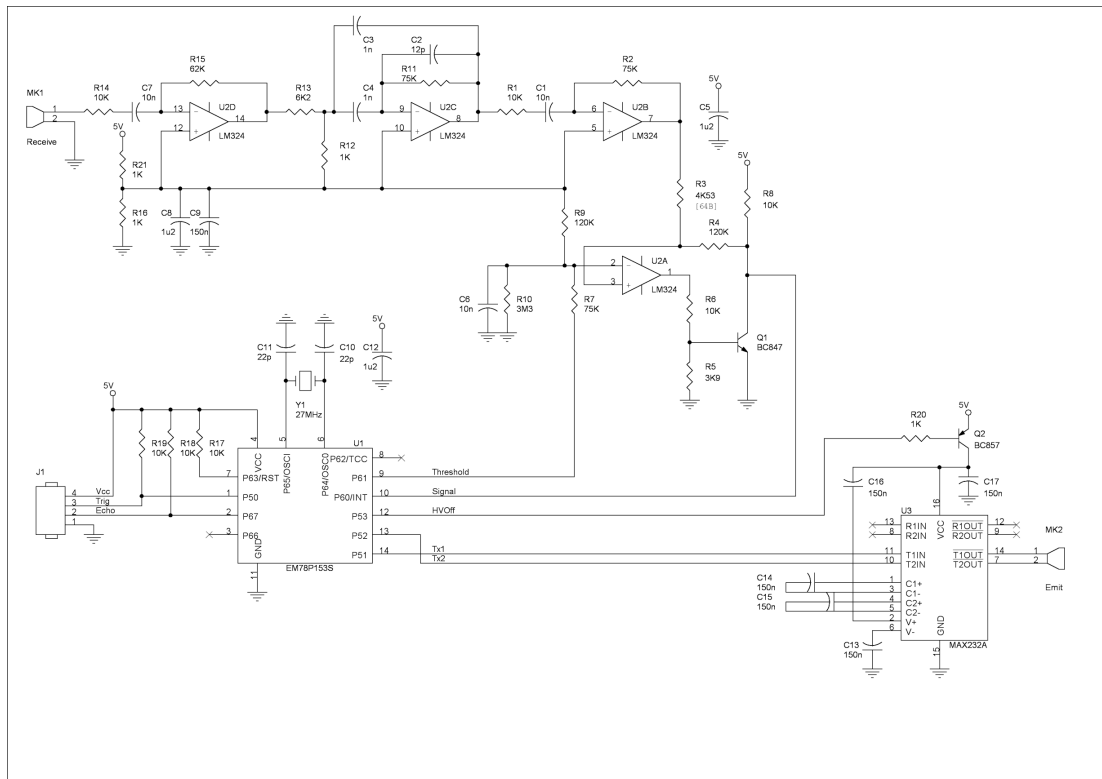 C3
1n
C2
12p
R15
62K
R11
75K
R2
75K
MK1
1
2
Receive
R14
10K
C7
10n
13
12
U2D
14
LM324
R13
6K2
C4
1n
9
10
U2C
8
LM324
R1
10K
C1
10n
6
5
U2B
7
LM324
5V
C5
1u2
5V
R21
1K
R12
1K
5V
R16
1K
C8
1u2
C9
150n
R3
4K53
[64B]
R8
10K
R9
120K
R4
120K
2
3
U2A
1
LM324
C6
10n
R10
3M3
R7
75K
R6
10K
Q1
BC847
R5
3K9
C11
22p
C10
22p
5V
C12
1u2
Y1
27MHz
5V
R19
10K
R18
10K
R17
10K
4
5
6
U1
VCC
P65/OSCI
P64/OSCO
P62/TCC
8
7
P63/RST
P61
9
Threshold
1
P50
P60/INT
10
Signal
2
P67
P53
12
HVOff
3
P66
P52
13
GND
P51
14
Tx1
Tx2
11
EM78P153S
J1
4
Vcc
3
Trig
2
Echo
1
R20
1K
5V
Q2
BC857
C16
150n
C17
150n
U3
16
VCC
13
R1IN
R1OUT
12
8
R2IN
R2OUT
9
11
T1IN
T1OUT
14
10
T2IN
T2OUT
7
MK2
1
2
Emit
C14
150n
C15
150n
1
C1+
3
C1-
4
C2+
5
C2-
2
V+
6
V-
GND
15
MAX232A
C13
150n